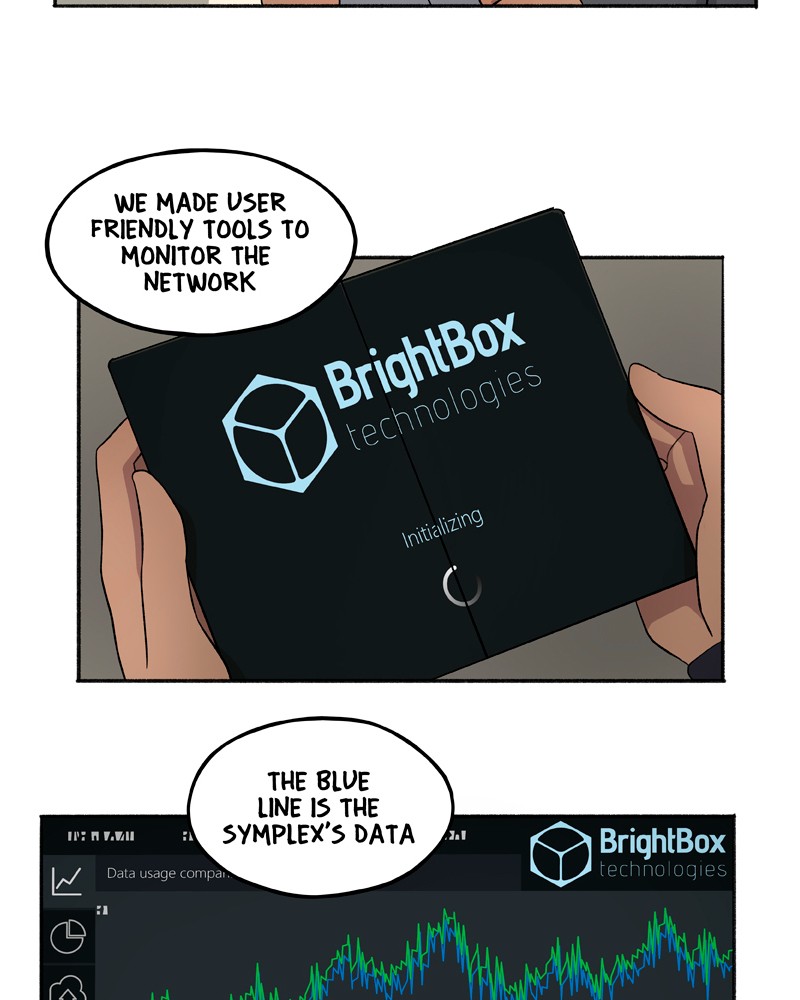 WE MADE USER
FRIENDLY TOOLS TO
MONITOR THE
NETWORK
BrightBox
technologies
Initializing
THE BLUE
LINE IS THE
SYMPLEX'S DATA
BrightBox
technologies
Data usage